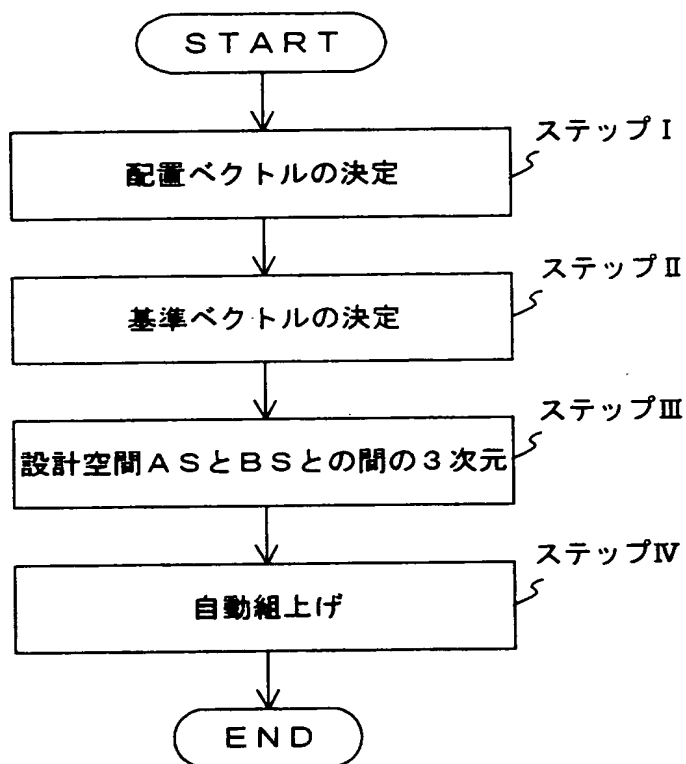 START
ステップⅠ
配置ベクトルの決定
ステップⅡ
基準ベクトルの決定
ステップⅢ
設計空間ASとBSとの間の3次元
ステップⅣ
自動組上げ
END